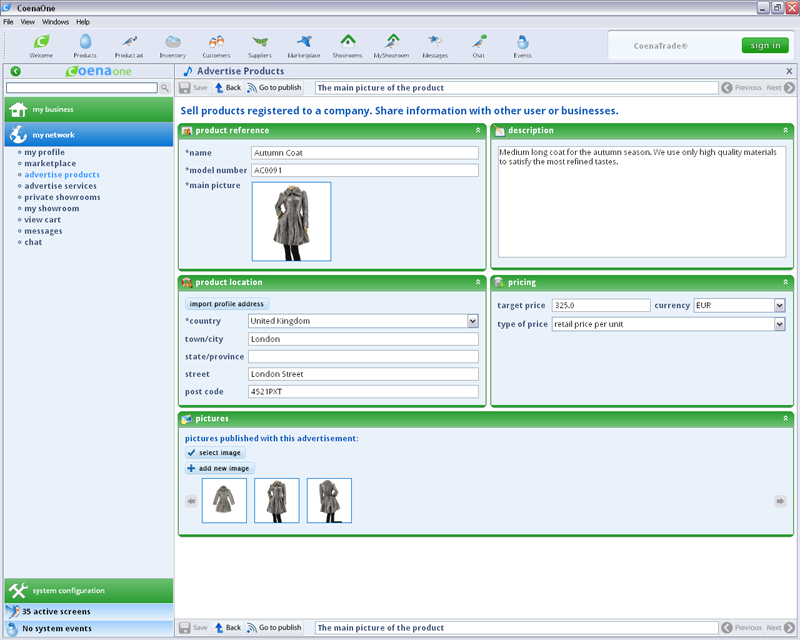 CoenaOne
File View Windows Help
Welcome Products Product ad Inventory Customers Suppliers Marketplace Showrooms MyShowroom Messages Chat Events
CoenaTrade® sign in
Coenaone
Advertise Products x
Save Back Go to publish The main picture of the product Previous Next
my business
my network
my profile
marketplace
advertise products
advertise services
private showrooms
my showroom
view cart
messages
chat
system configuration
35 active screens
No system events
Sell products registered to a company. Share information with other user or businesses.
product reference
*name Autumn Coat
*model number AC0091
*main picture
description
Medium long coat for the autumn season. We use only high quality materials
to satisfy the most refined tastes.
product location
import profile address
*country United Kingdom
town/city London
state/province
street London Street
post code 4521PXT
pricing
target price 325.0 currency EUR
type of price retail price per unit
pictures
pictures published with this advertisement:
select image
add new image
Save Back Go to publish The main picture of the product Previous Next